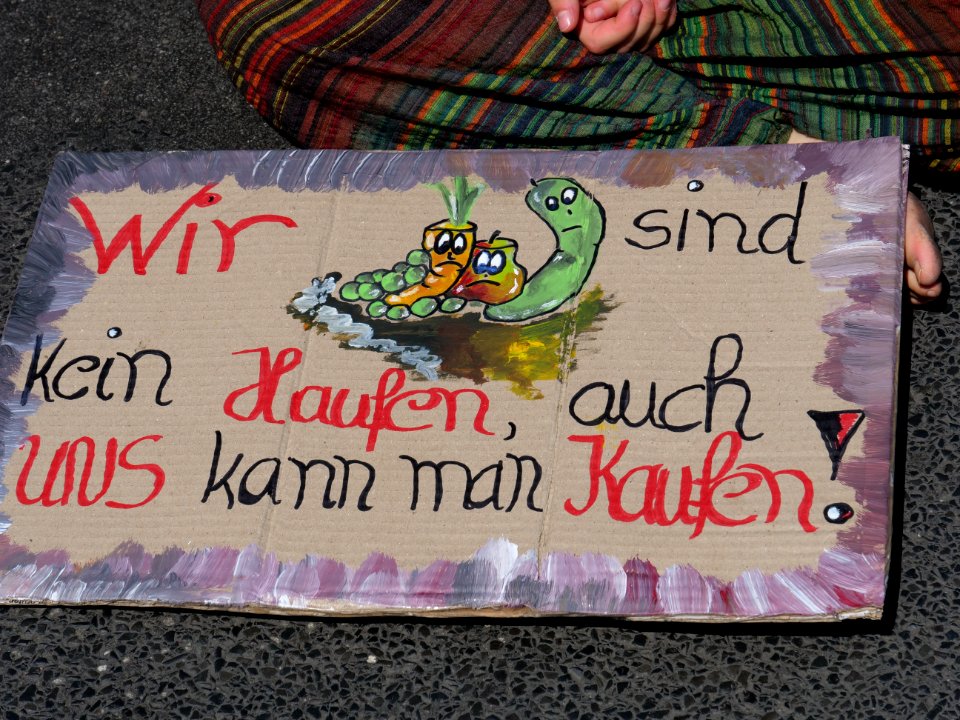 Wir sind
kein Haufen, auch
UNS kann man Kaufen!